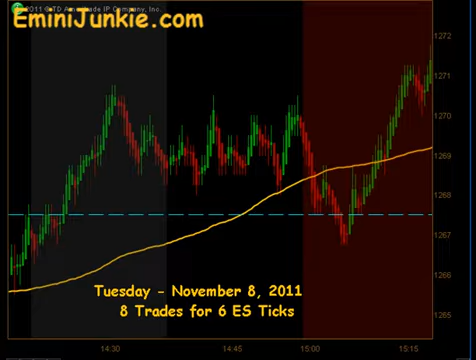 2011 © TD Ameritrade IP Company, Inc.
EminiJunkie.com
1272
1271
1270
1269
1268
1267
1266
1265
Tuesday - November 8, 2011
8 Trades for 6 ES Ticks
14:30 14:45 15:00 15:15